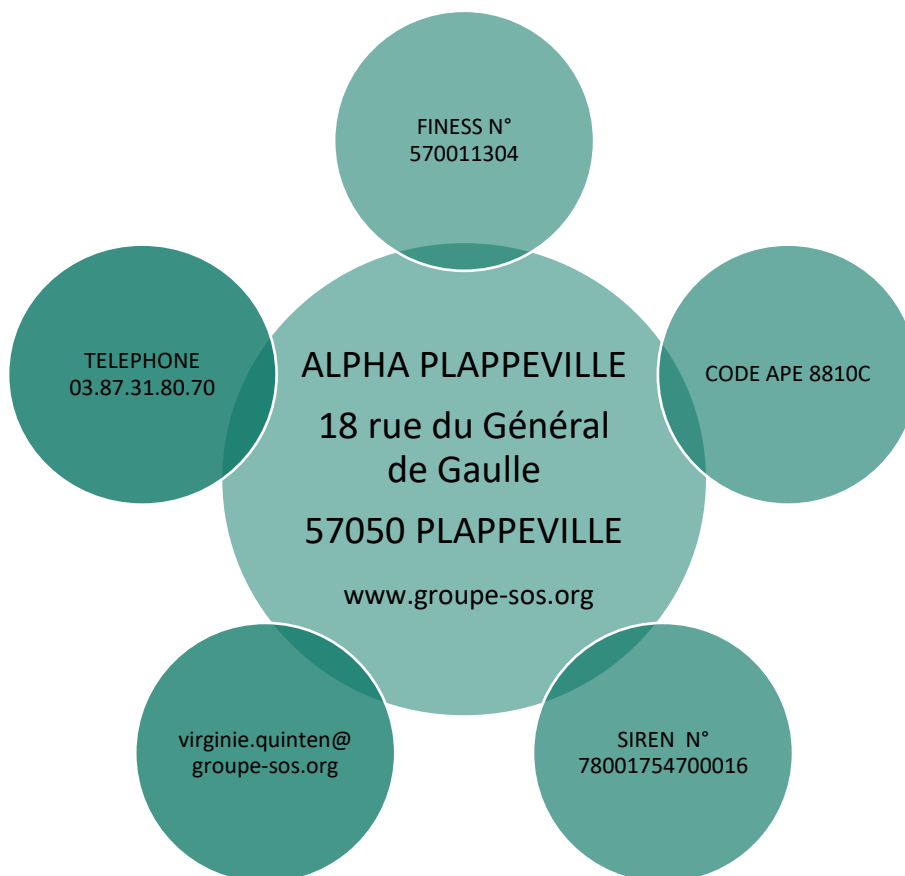 FINESS N°
570011304
TELEPHONE
03.87.31.80.70
ALPHA PLAPPEVILLE
18 rue du Général
de Gaulle
57050 PLAPPEVILLE
www.groupe-sos.org
CODE APE 8810C
virginie.quinten@
groupe-sos.org
SIREN N°
78001754700016